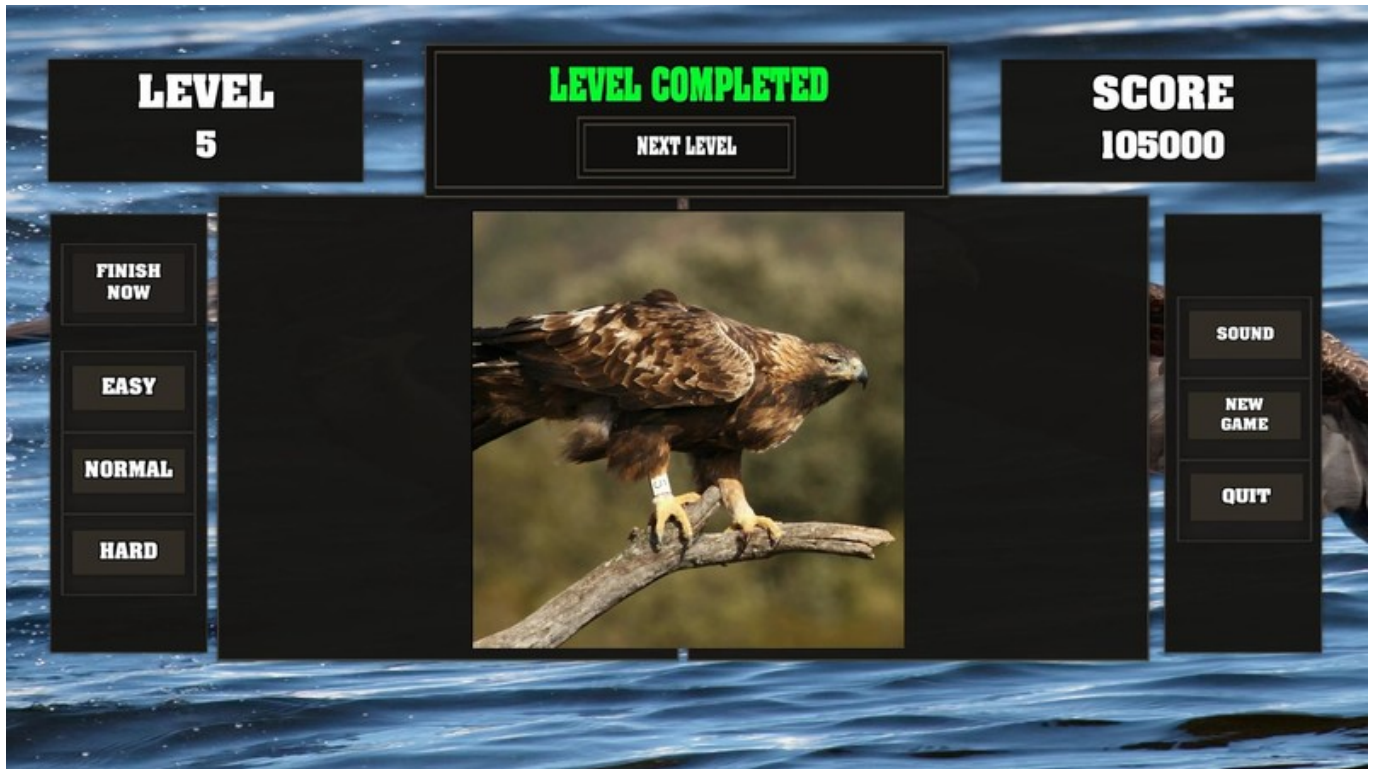 LEVEL
5
LEVEL COMPLETED
NEXT LEVEL
SCORE
105000
FINISH
NOW
EASY
NORMAL
HARD
SOUND
NEW
GAME
QUIT